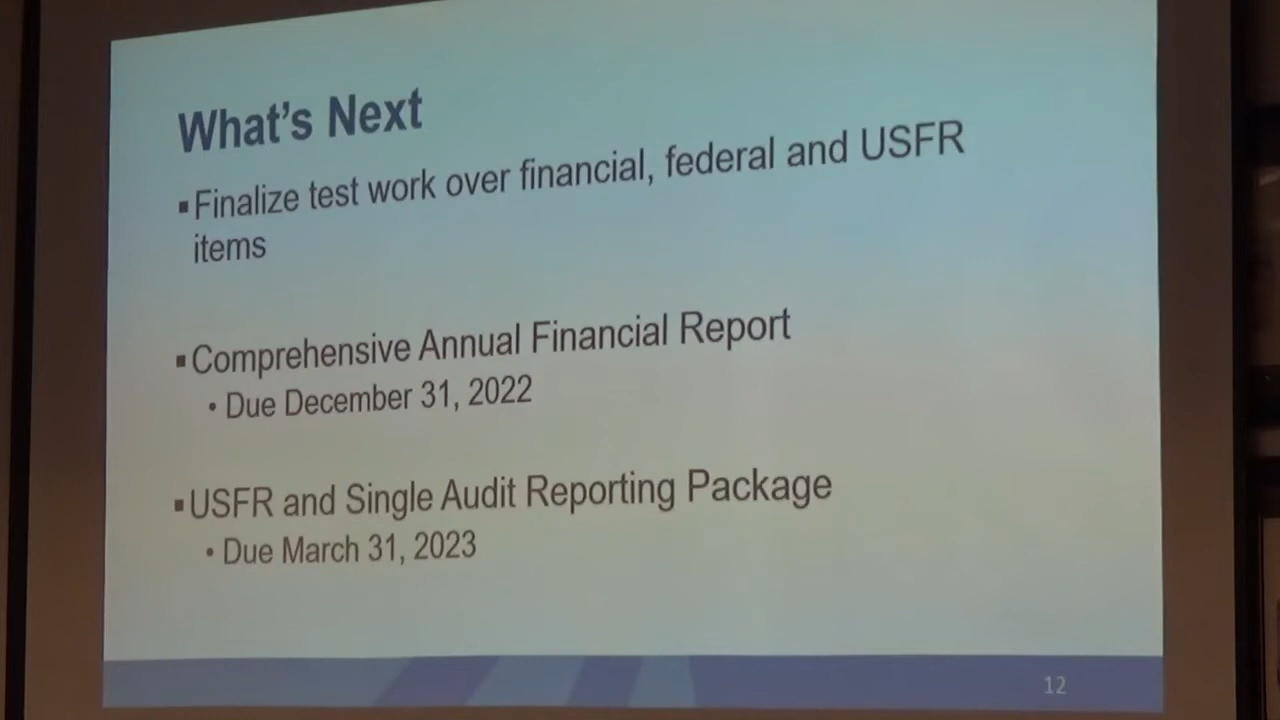 What's Next
▪Finalize test work over financial, federal and USFR
items
▪Comprehensive Annual Financial Report
• Due December 31, 2022
▪USFR and Single Audit Reporting Package
• Due March 31, 2023
12